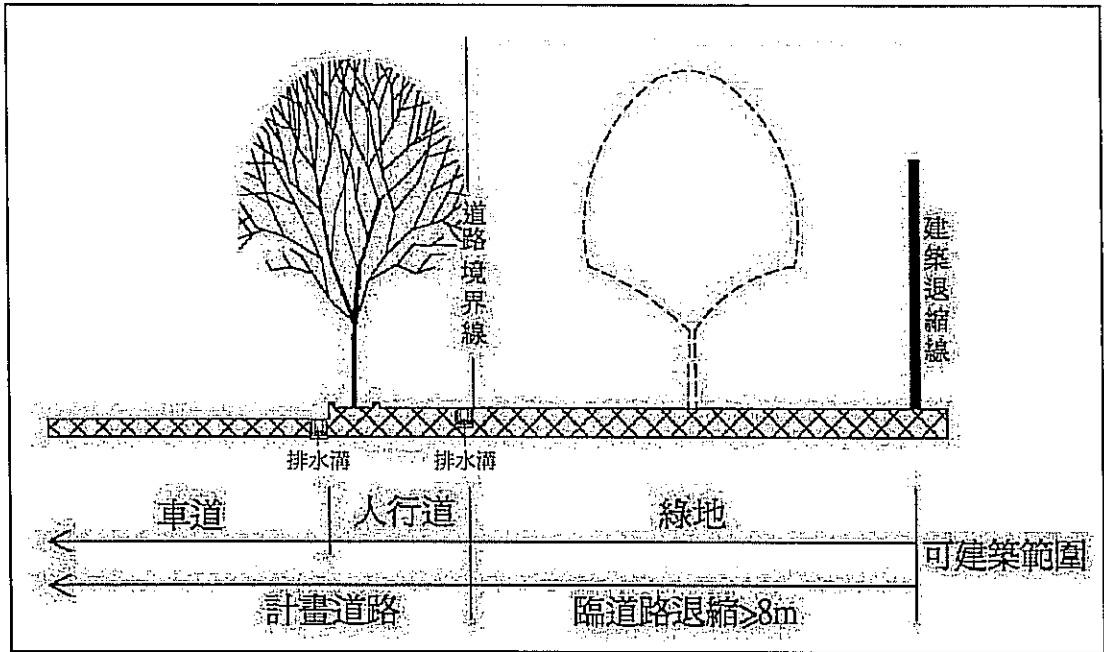 道路境界線
建築退縮線
排水溝
排水溝
車道
人行道
綠地
可建築範圍
計畫道路
臨道路退縮≥8m